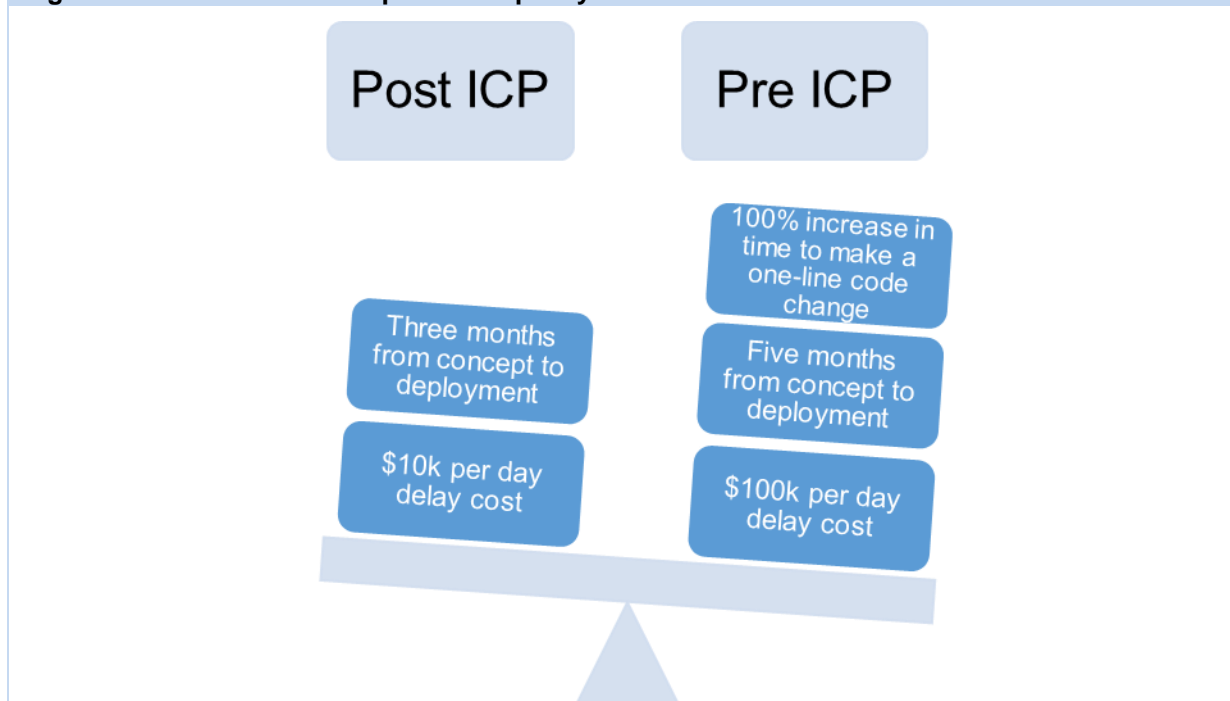 Post ICP
Pre ICP
100% increase in
time to make a
one-line code
change
Three months
from concept to
deployment
Five months
from concept to
deployment
$10k per day
delay cost
$100k per day
delay cost